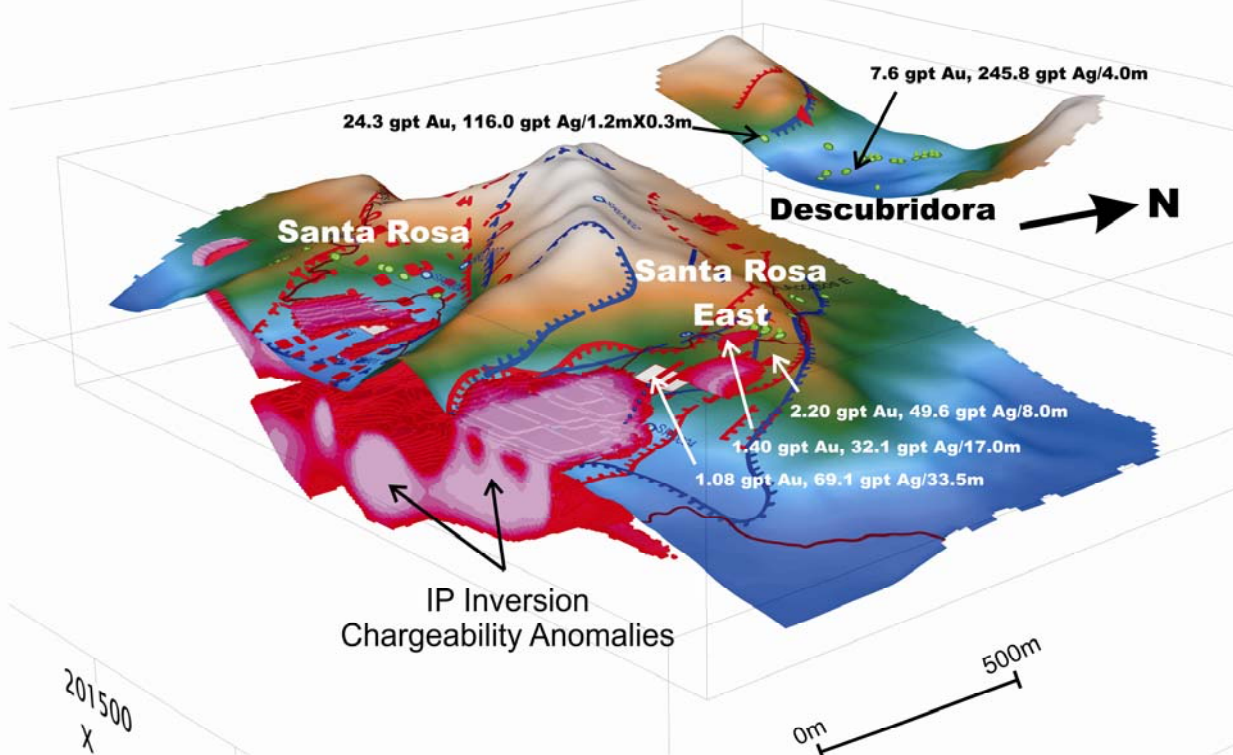 7.6 gpt Au, 245.8 gpt Ag/4.0m
24.3 gpt Au, 116.0 gpt Ag/1.2mX0.3m
Descubridora
N
Santa Rosa
Santa Rosa
East
2.20 gpt Au, 49.6 gpt Ag/8.0m
1.40 gpt Au, 32.1 gpt Ag/17.0m
1.08 gpt Au, 69.1 gpt Ag/33.5m
IP Inversion
Chargeability Anomalies
201500
X
500m
0m